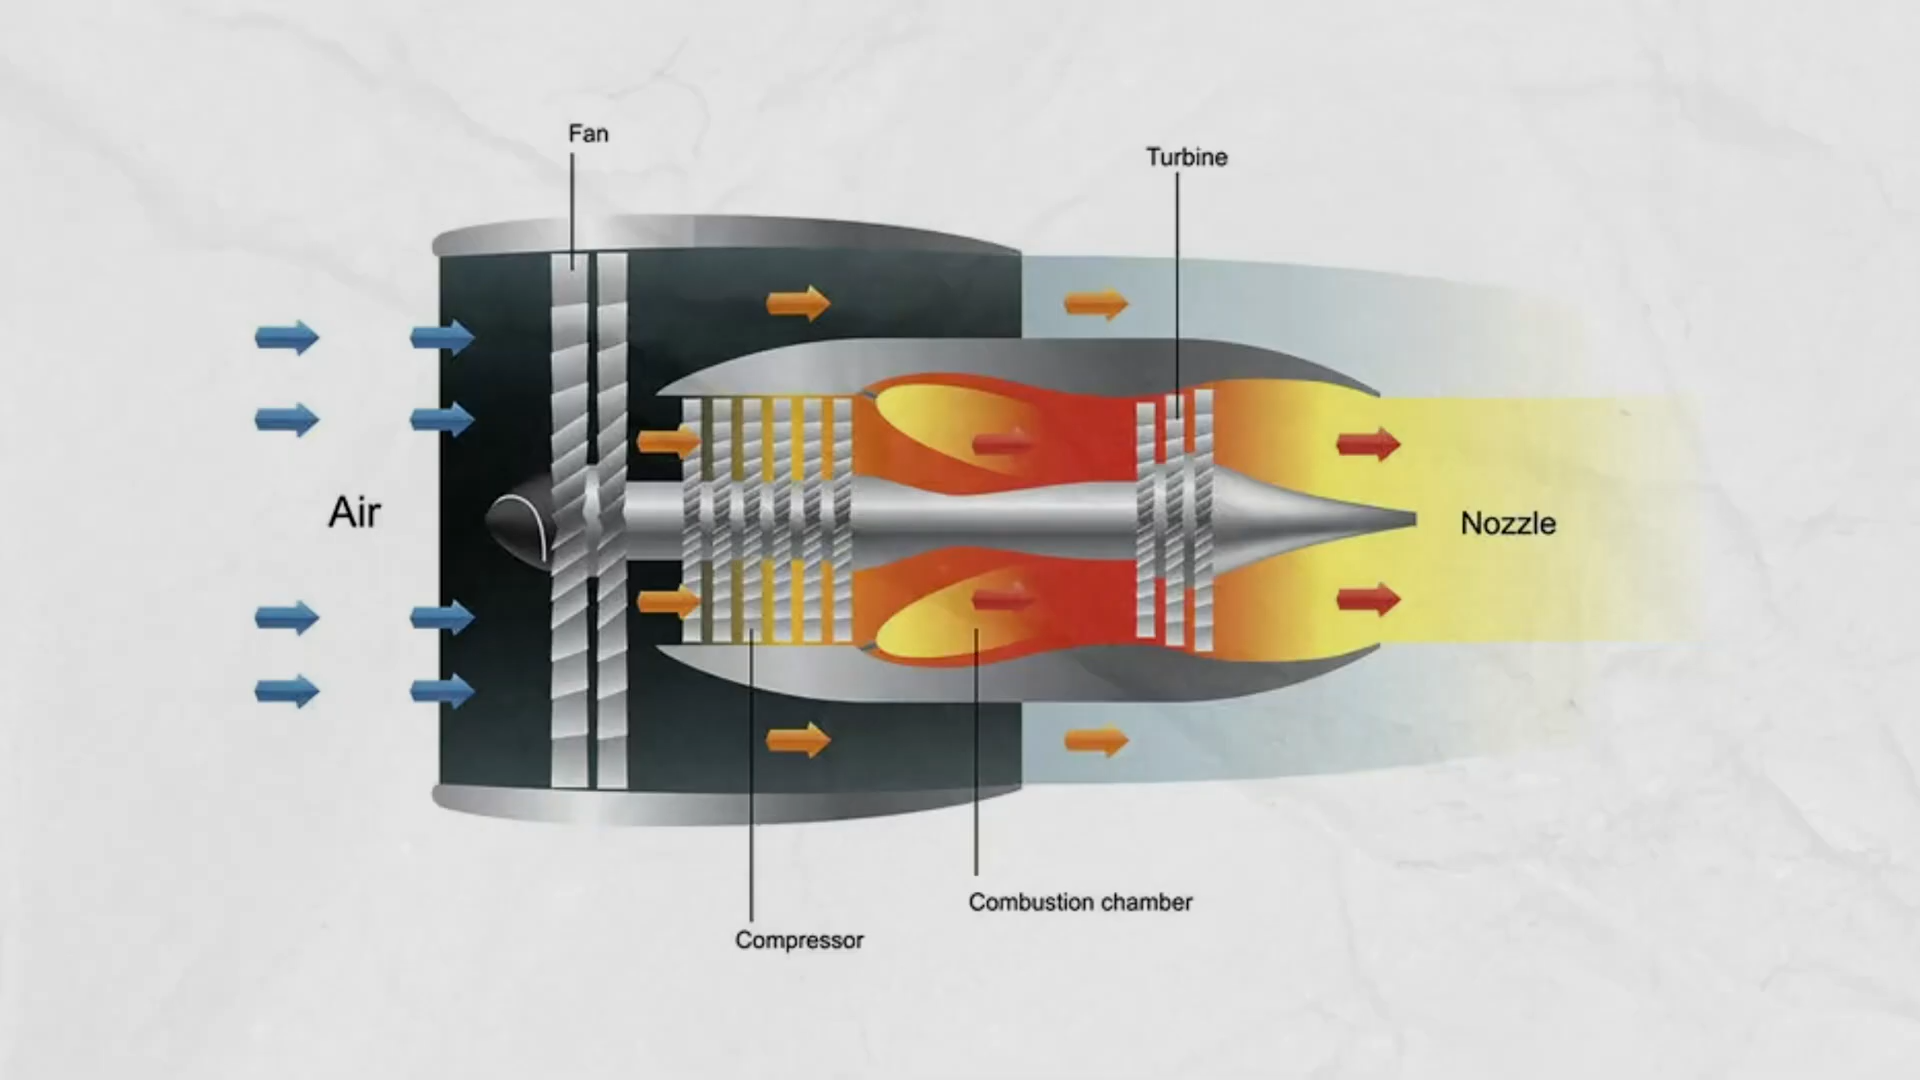 Fan
Turbine
Air
Nozzle
Combustion chamber
Compressor